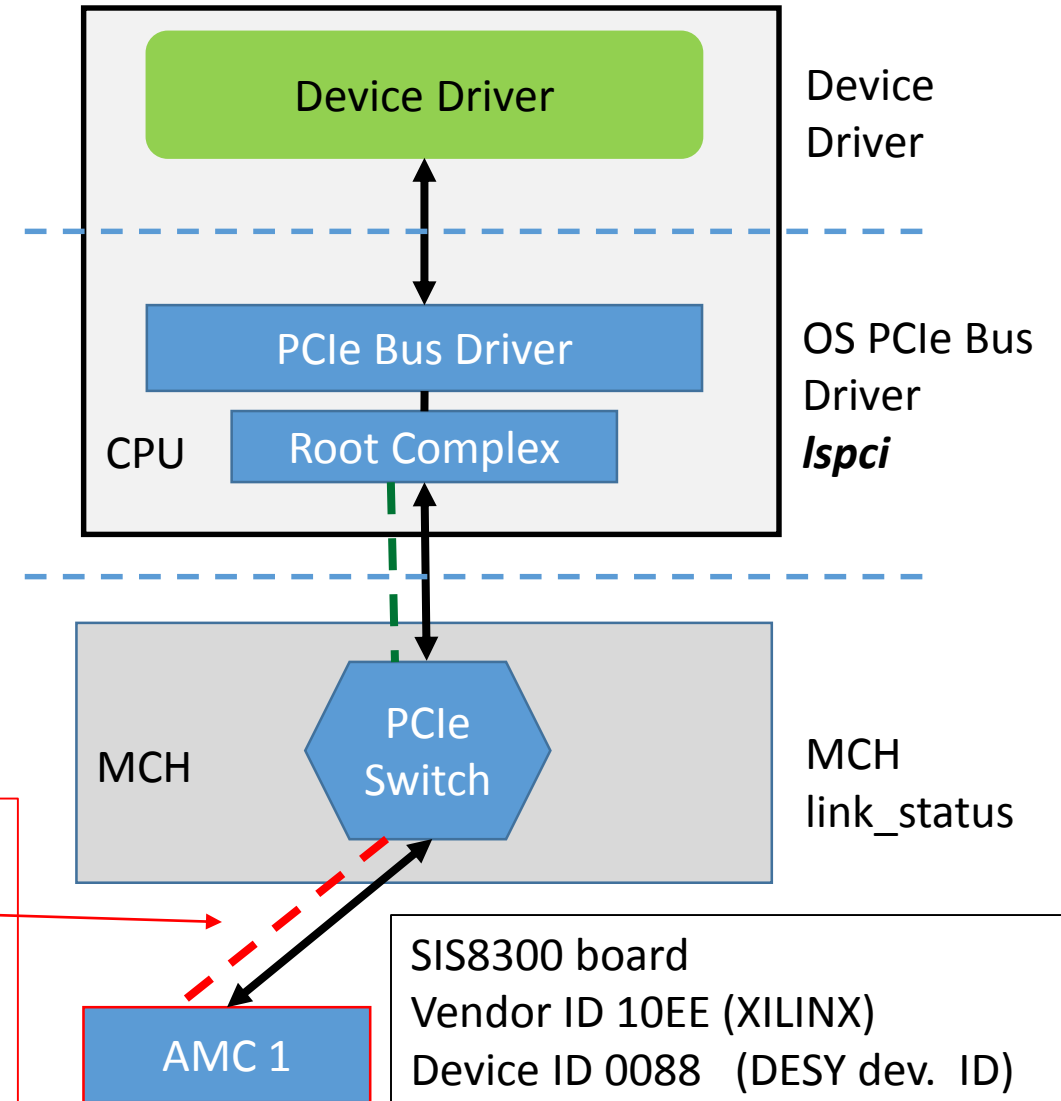 Device Driver
Device
Driver
PCIe Bus Driver
OS PCIe Bus
Driver
lspci
CPU
Root Complex
PCIe
Switch
MCH
MCH
link_status
AMC 1
SIS8300 board
Vendor ID 10EE (XILINX)
Device ID 0088 (DESY dev. ID)